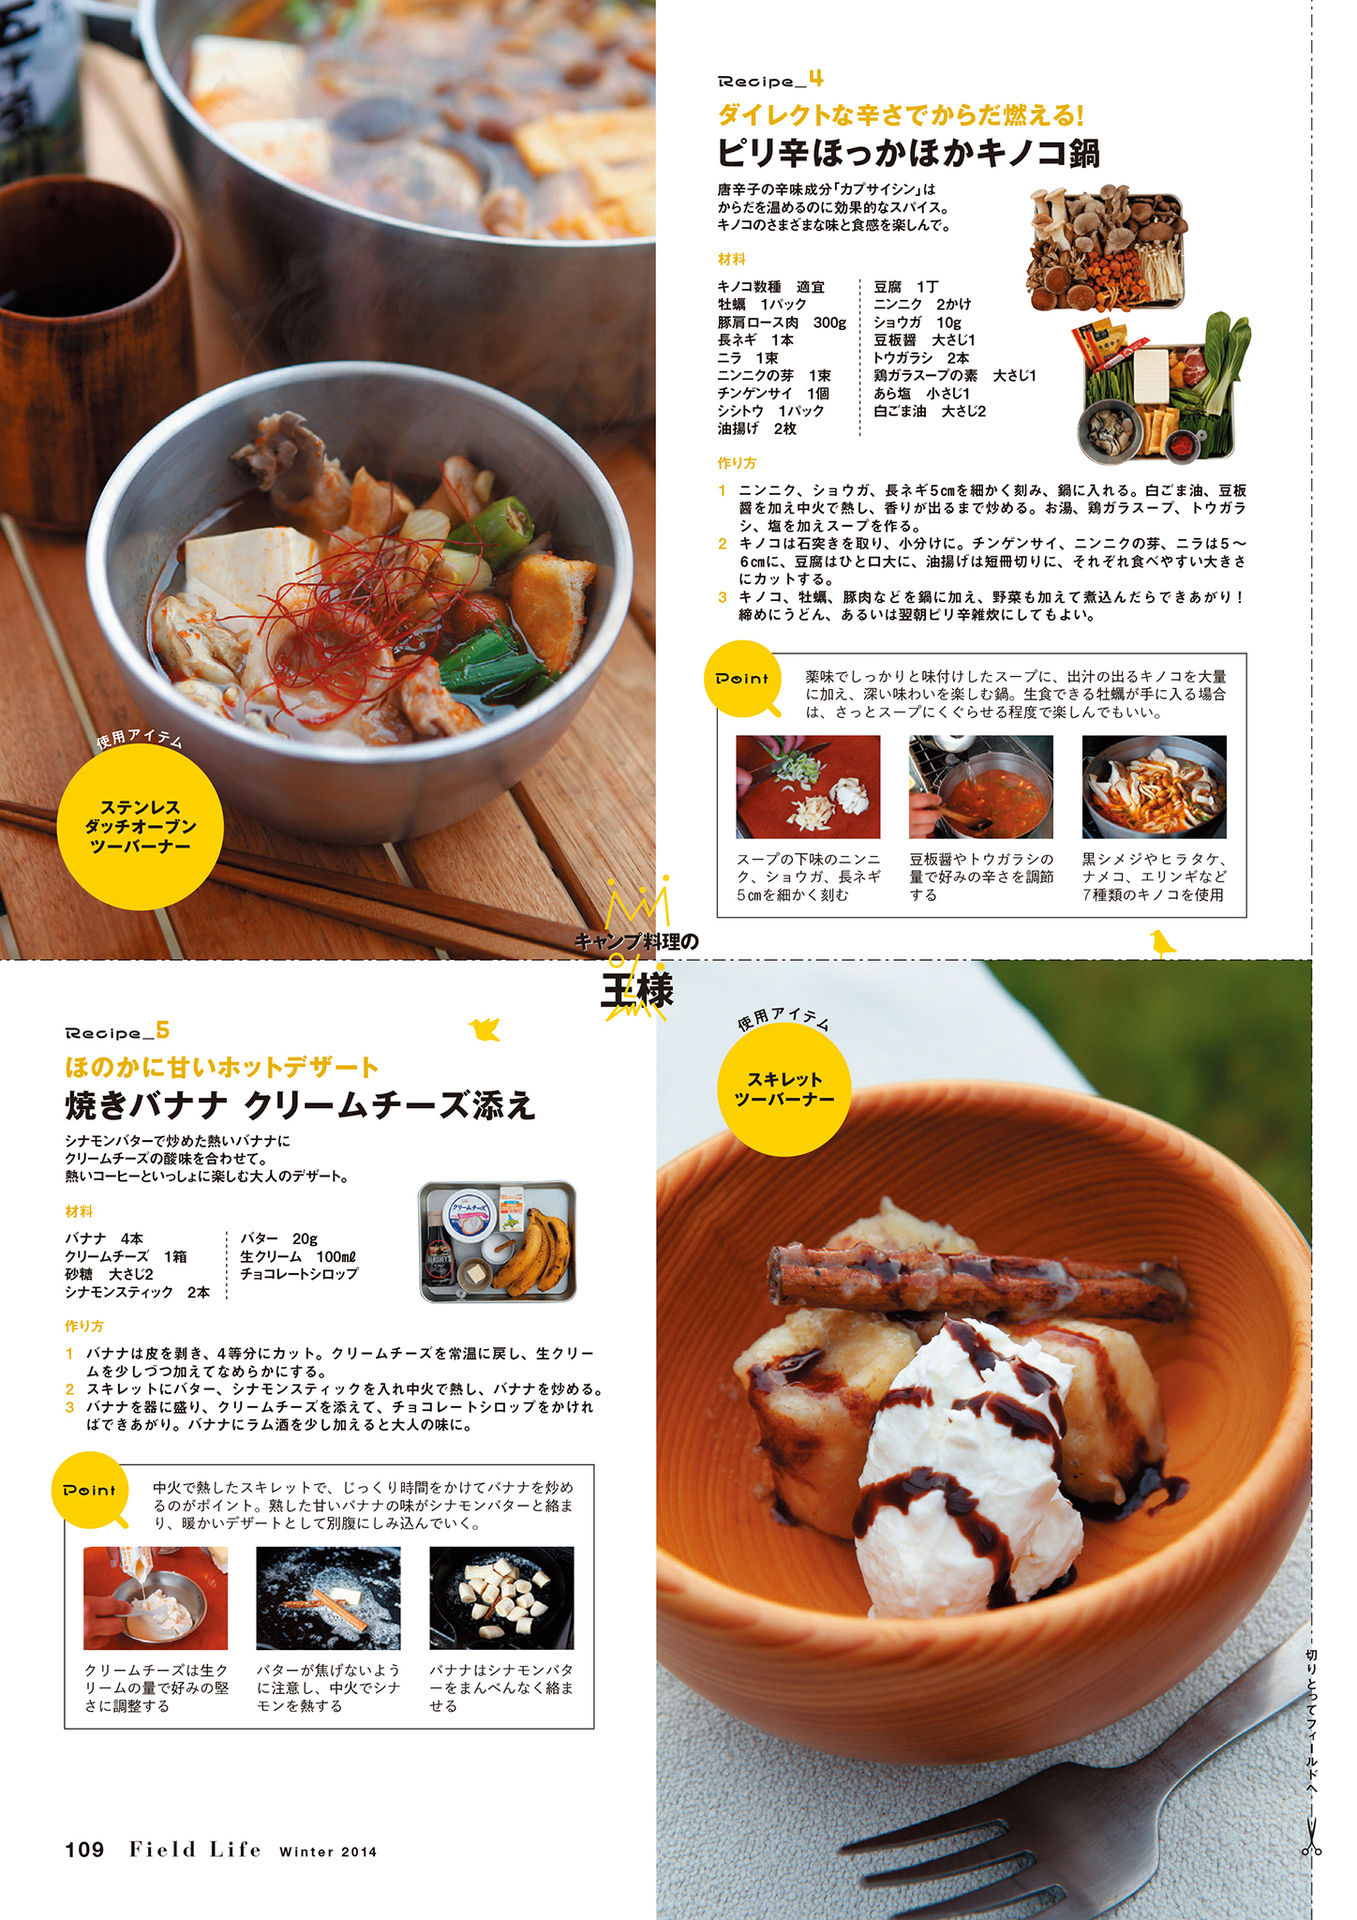 Recipe_4
ダイレクトな辛さでからだ燃える!
ピリ辛ほっかほかキノコ鍋
唐辛子の辛味成分「カプサイシン」は
からだを温めるのに効果的なスパイス。
キノコのさまざまな味と食感を楽しんで。
材料
キノコ数種　適宜
牡蠣　1パック
豚肩ロース肉　300g
長ネギ　1本
ニラ　1束
ニンニクの芽　1束
チンゲンサイ　1個
シシトウ　1パック
油揚げ　2枚
豆腐　1丁
ニンニク　2かけ
ショウガ　10g
豆板醤　大さじ1
トウガラシ　2本
鶏ガラスープの素　大さじ1
あら塩　小さじ1
白ごま油　大さじ2
作り方
1 ニンニク、ショウガ、長ネギ5㎝を細かく刻み、鍋に入れる。白ごま油、豆板
醤を加え中火で熱し、香りが出るまで炒める。お湯、鶏ガラスープ、トウガラ
シ、塩を加えスープを作る。
2 キノコは石突きを取り、小分けに。チンゲンサイ、ニンニクの芽、ニラは5〜
6㎝に、豆腐はひと口大に、油揚げは短冊切りに、それぞれ食べやすい大きさ
にカットする。
3 キノコ、牡蠣、豚肉などを鍋に加え、野菜も加えて煮込んだらできあがり！
締めにうどん、あるいは翌朝ピリ辛雑炊にしてもよい。
Point
薬味でしっかりと味付けしたスープに、出汁の出るキノコを大量
に加え、深い味わいを楽しむ鍋。生食できる牡蠣が手に入る場合
は、さっとスープにくぐらせる程度で楽しんでもいい。
スープの下味のニンニ
ク、ショウガ、長ネギ
5㎝を細かく刻む
豆板醤やトウガラシの
量で好みの辛さを調節
する
黒シメジやヒラタケ、
ナメコ、エリンギなど
7種類のキノコを使用
使用アイテム
ステンレス
ダッチオーブン
ツーバーナー
キャンプ料理の
王様
Recipe_5
ほのかに甘いホットデザート
焼きバナナ クリームチーズ添え
シナモンバターで炒めた熱いバナナに
クリームチーズの酸味を合わせて。
熱いコーヒーといっしょに楽しむ大人のデザート。
材料
バナナ　4本
クリームチーズ　1箱
砂糖　大さじ2
シナモンスティック　2本
バター　20g
生クリーム　100㎖
チョコレートシロップ
クリームチーズ
HERSHEY'S
作り方
1 バナナは皮を剥き、4等分にカット。クリームチーズを常温に戻し、生クリー
ムを少しづつ加えてなめらかにする。
2 スキレットにバター、シナモンスティックを入れ中火で熱し、バナナを炒める。
3 バナナを器に盛り、クリームチーズを添えて、チョコレートシロップをかけれ
ばできあがり。バナナにラム酒を少し加えると大人の味に。
Point
中火で熱したスキレットで、じっくり時間をかけてバナナを炒め
るのがポイント。熟した甘いバナナの味がシナモンバターと絡ま
り、暖かいデザートとして別腹にしみ込んでいく。
クリームチーズは生ク
リームの量で好みの堅
さに調整する
バターが焦げないよう
に注意し、中火でシナ
モンを熱する
バナナはシナモンバタ
ーをまんべんなく絡ま
せる
使用アイテム
スキレット
ツーバーナー
切りとってフィールドへ
109 Field Life Winter 2014